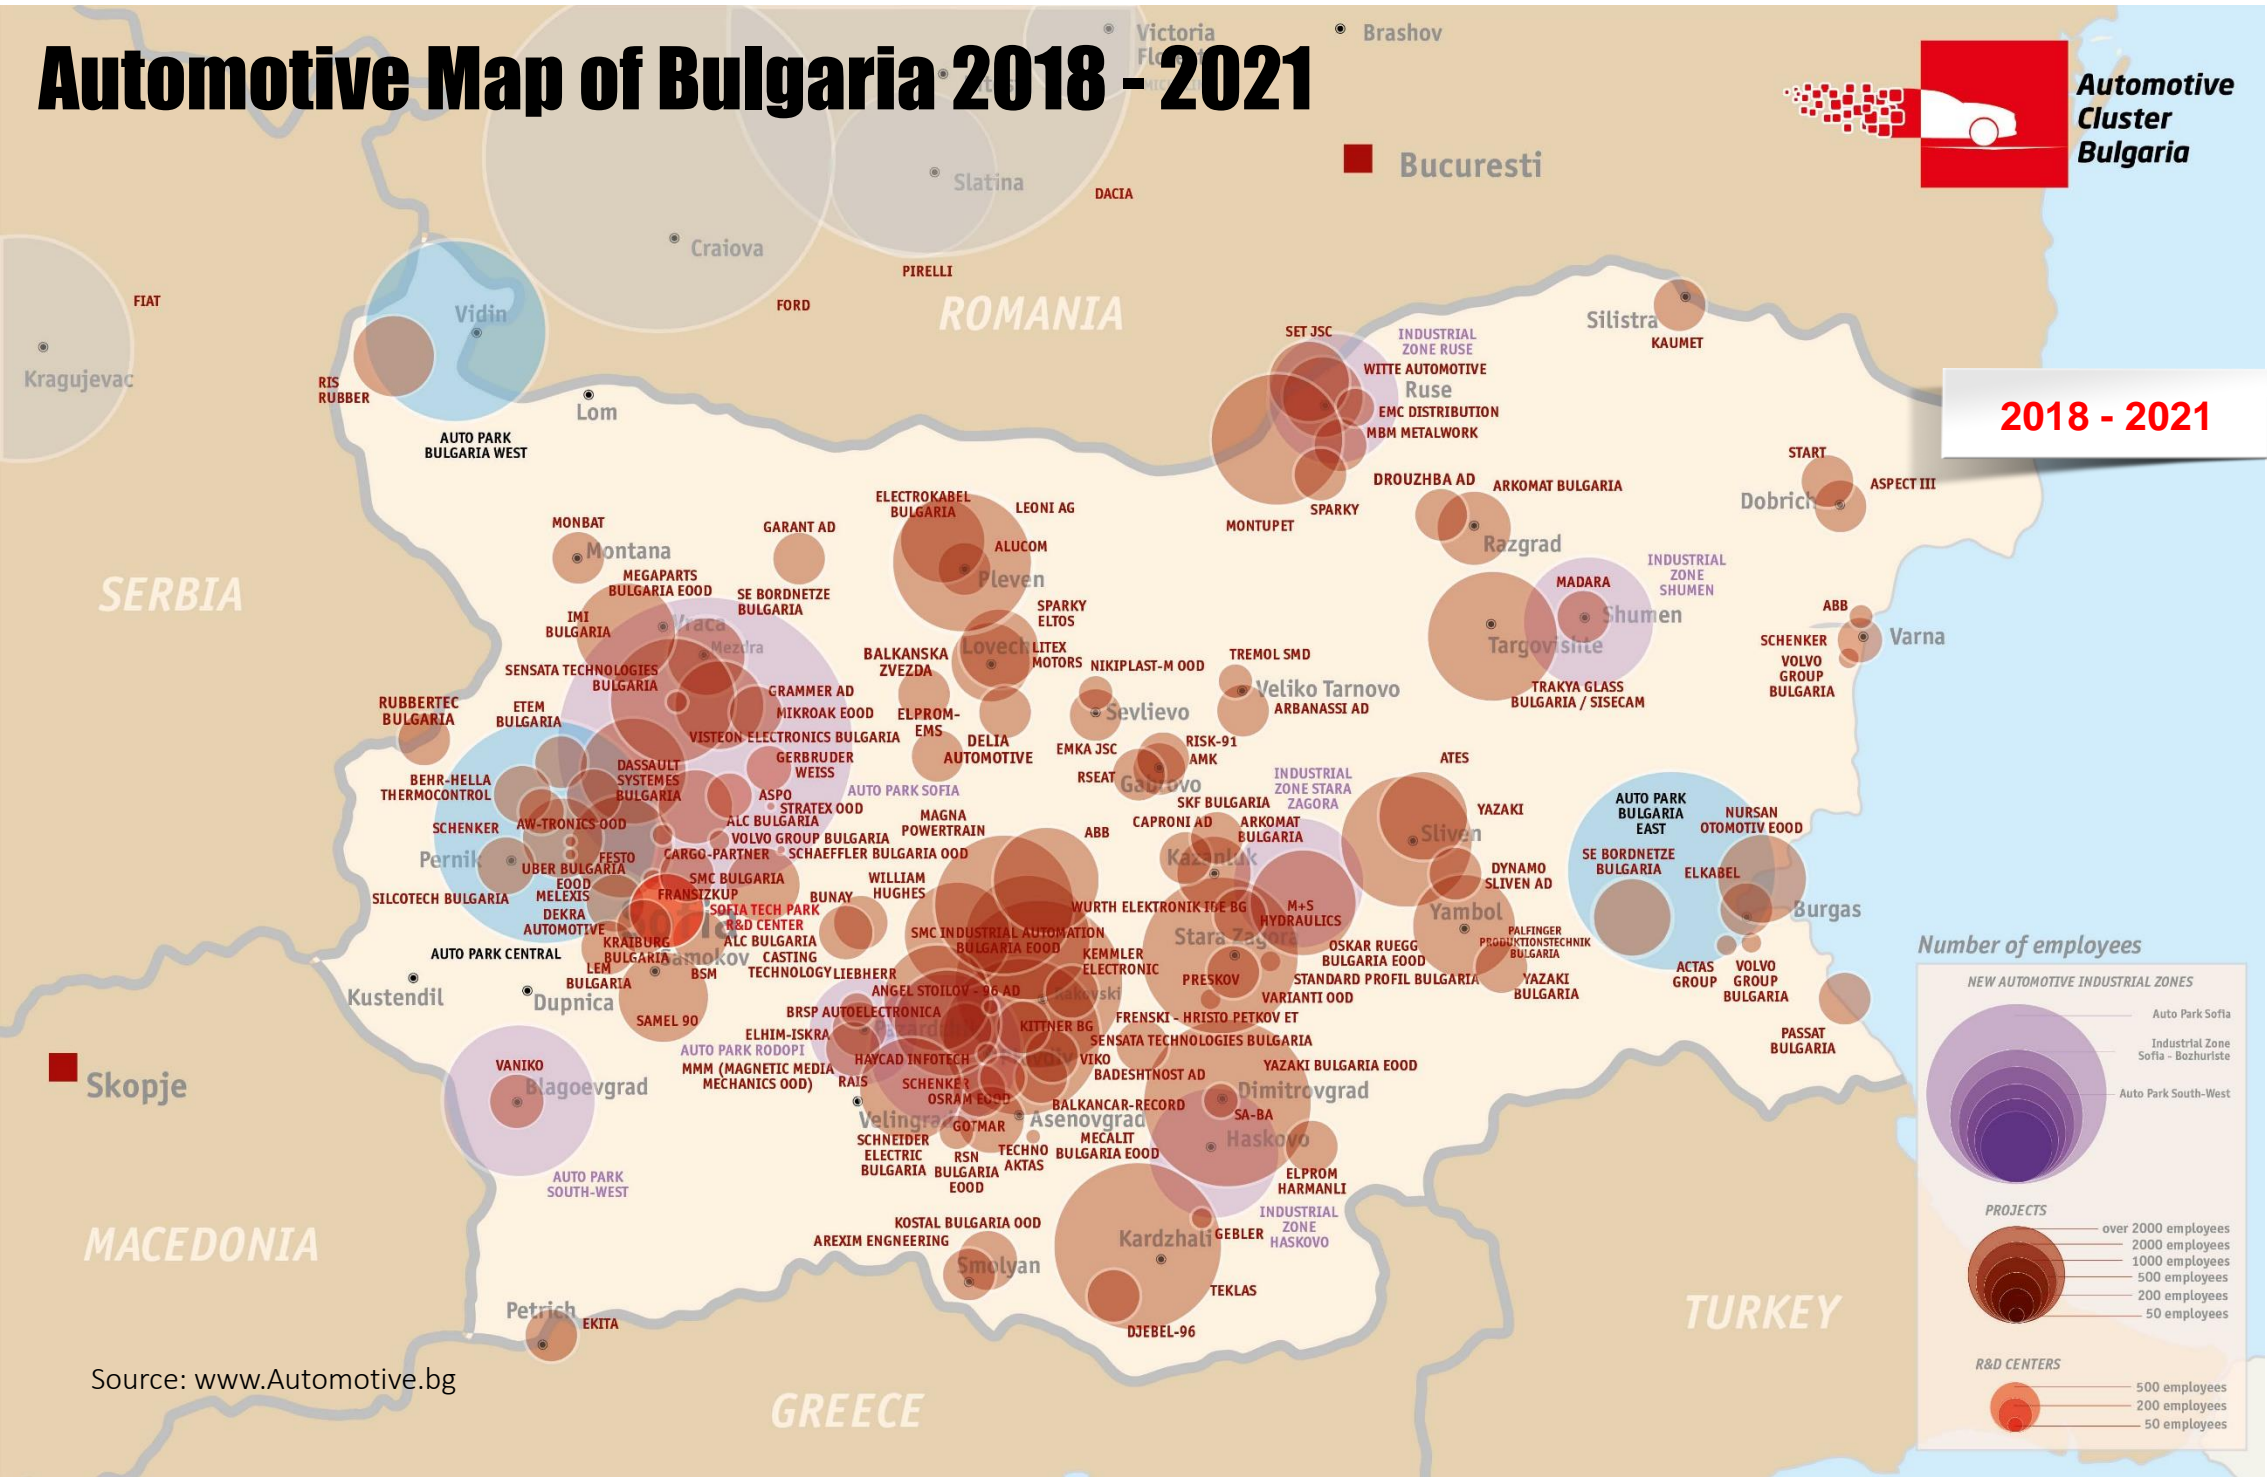 Automotive Map of Bulgaria 2018 - 2021
Victoria
Brashov
Automotive
Cluster
Bulgaria
Bucuresti
Slatina
DACIA
Craiova
PIRELLI
FIAT
FORD
ROMANIA
Vidin
Kragujevac
RIS
RUBBER
Lom
AUTO PARK
BULGARIA WEST
Silistra
KAUMET
SET JSC
INDUSTRIAL
ZONE RUSE
WITTE AUTOMOTIVE
Ruse
EMC DISTRIBUTION
MBM METALWORK
2018 - 2021
START
ASPECT III
Dobrich
DROUZHBA AD
ARKOMAT BULGARIA
SPARKY
MONTUPET
Razgrad
ELECTROKABEL
BULGARIA
LEONI AG
ALUCOM
Pleven
MONBAT
Montana
GARANT AD
MEGAPARTS
BULGARIA EOOD
SE BORDNETZE
BULGARIA
SERBIA
IMI
BULGARIA
Vraca
Mezdra
SPARKY
ELTOS
Lovech
LITEX
MOTORS
BALKANSKA
ZVEZDA
NIKIPLAST-M OOD
TREMOL SMD
INDUSTRIAL
ZONE
SHUMEN
MADARA
Shumen
Targovishte
TRAKYA GLASS
BULGARIA / SISECAM
ABB
SCHENKER
Varna
VOLVO
GROUP
BULGARIA
SENSATA TECHNOLOGIES
BULGARIA
GRAMMER AD
MIKROAK EOOD
VISTEON ELECTRONICS BULGARIA
RUBBERTEC
BULGARIA
ETEM
BULGARIA
ELPROM-
EMS
DELIA
AUTOMOTIVE
Veliko Tarnovo
ARBANASSI AD
Sevlievo
EMKA JSC
RISK-91
AMK
RSEAT
Gabrovo
GERBRUDER
WEISS
DASSAULT
SYSTEMES
BULGARIA
BEHR-HELLA
THERMOCONTROL
ASPO
STRATEX OOD
AUTO PARK SOFIA
ALC BULGARIA
SCHENKER
AW-TRONICS OOD
VOLVO GROUP BULGARIA
CARGO-PARTNER
SCHAEFFLER BULGARIA OOD
Pernik
FESTO
UBER BULGARIA
EOOD
SMC BULGARIA
MELEXIS
FRANSIZKUP
SILCOTECH BULGARIA
DEKRA
AUTOMOTIVE
SOFIA TECH PARK
R&D CENTER
Sofia
AUTO PARK CENTRAL
KRAIBURG
BULGARIA
Samokov
LEM
BULGARIA
BSM
ALC BULGARIA
CASTING
TECHNOLOGY
SAMEL 90
Kustendil
Dupnica
MAGNA
POWERTRAIN
ABB
WILLIAM
HUGHES
BUNAY
SKF BULGARIA
CAPRONI AD
ARKOMAT
BULGARIA
INDUSTRIAL
ZONE STARA
ZAGORA
Kazanluk
ATES
YAZAKI
Sliven
DYNAMO
SLIVEN AD
AUTO PARK
BULGARIA
EAST
NURSAN
OTOMOTIV EOOD
SE BORDNETZE
BULGARIA
ELKABEL
Burgas
ACTAS
GROUP
VOLVO
GROUP
BULGARIA
PASSAT
BULGARIA
WURTH ELEKTRONIK IBE BG
M+S
HYDRAULICS
Yambol
PALFINGER
PRODUKTIONSTECHNIK
BULGARIA
YAZAKI
BULGARIA
SMC INDUSTRIAL AUTOMATION
BULGARIA EOOD
Stara Zagora
OSKAR RUEGG
BULGARIA EOOD
STANDARD PROFIL BULGARIA
PRESKOV
VARIANTI OOD
KEMMLER
ELECTRONIC
LIEBHERR
ANGEL STOILOV - 96 AD
Rakovski
FRENSKI - HRISTO PETKOV ET
BRSP AUTOELECTRONICA
Pazardjik
KITTNER BG
ELHIM-ISKRA
SENSATA TECHNOLOGIES BULGARIA
AUTO PARK RODOPI
HAYCAD INFOTECH
Plovdiv
VIKO
YAZAKI BULGARIA EOOD
MMM (MAGNETIC MEDIA
MECHANICS OOD)
BADESHTNOST AD
RAIS
SCHENKER
OSRAM EOOD
Dimitrovgrad
BALKANCAR-RECORD
SA-BA
Velingrad
GOTMAR
Asenovgrad
Haskovo
SCHNEIDER
ELECTRIC
BULGARIA
RSN
BULGARIA
EOOD
TECHNO
AKTAS
MECALIT
BULGARIA EOOD
ELPROM
HARMANLI
INDUSTRIAL
ZONE
HASKOVO
Skopje
VANIKO
Blagoevgrad
AUTO PARK
SOUTH-WEST
KOSTAL BULGARIA OOD
AREXIM ENGNEERING
Smolyan
Kardzhali
GEBLER
TEKLAS
DJEBEL-96
MACEDONIA
Petrich
EKITA
TURKEY
GREECE
Source: www.Automotive.bg
Number of employees
NEW AUTOMOTIVE INDUSTRIAL ZONES
Auto Park Sofia
Industrial Zone
Sofia - Bozhuriste
Auto Park South-West
PROJECTS
over 2000 employees
2000 employees
1000 employees
500 employees
200 employees
50 employees
R&D CENTERS
500 employees
200 employees
50 employees